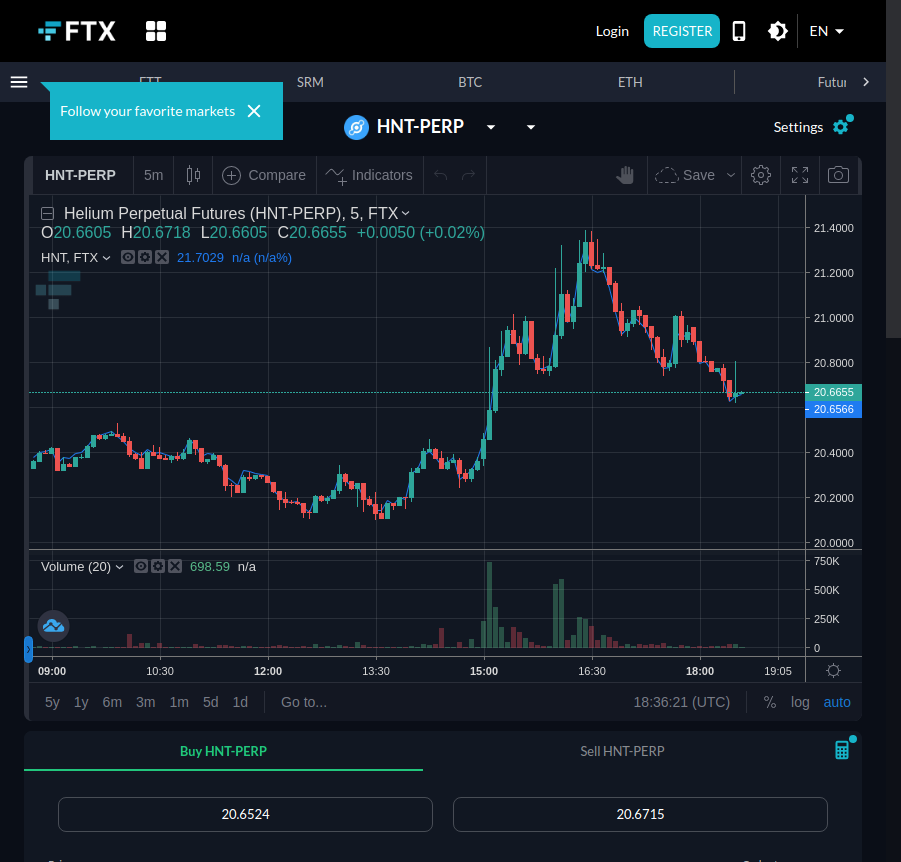 FTX
Login
REGISTER
EN
FTT
SRM
BTC
ETH
Futur
Follow your favorite markets
HNT-PERP
Settings
HNT-PERP
5m
Compare
Indicators
Save
Helium Perpetual Futures (HNT-PERP), 5, FTX
O20.6605 H20.6718 L20.6605 C20.6655 +0.0050 (+0.02%)
HNT, FTX 21.7029 n/a (n/a%)
21.4000
21.2000
21.0000
20.8000
20.6655
20.6566
20.4000
20.2000
20.0000
Volume (20) 698.59 n/a
750K
500K
250K
0
09:00 10:30 12:00 13:30 15:00 16:30 18:00 19:05
5y 1y 6m 3m 1m 5d 1d Go to...
18:36:21 (UTC) % log auto
Buy HNT-PERP
Sell HNT-PERP
20.6524
20.6715